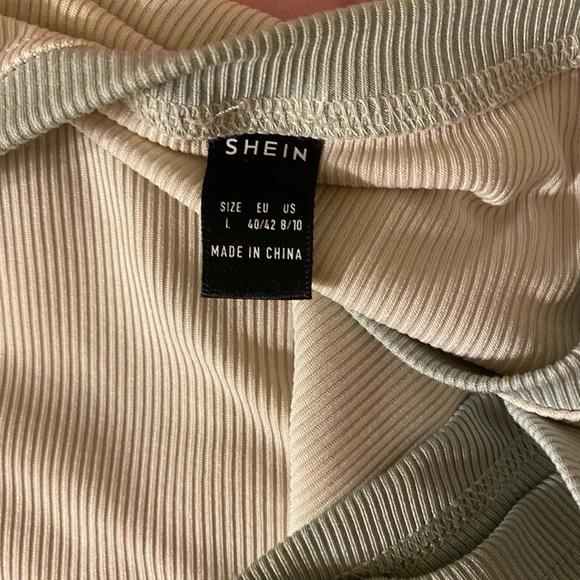 SHEIN
SIZE EU US
L 40/42 8/10
MADE IN CHINA